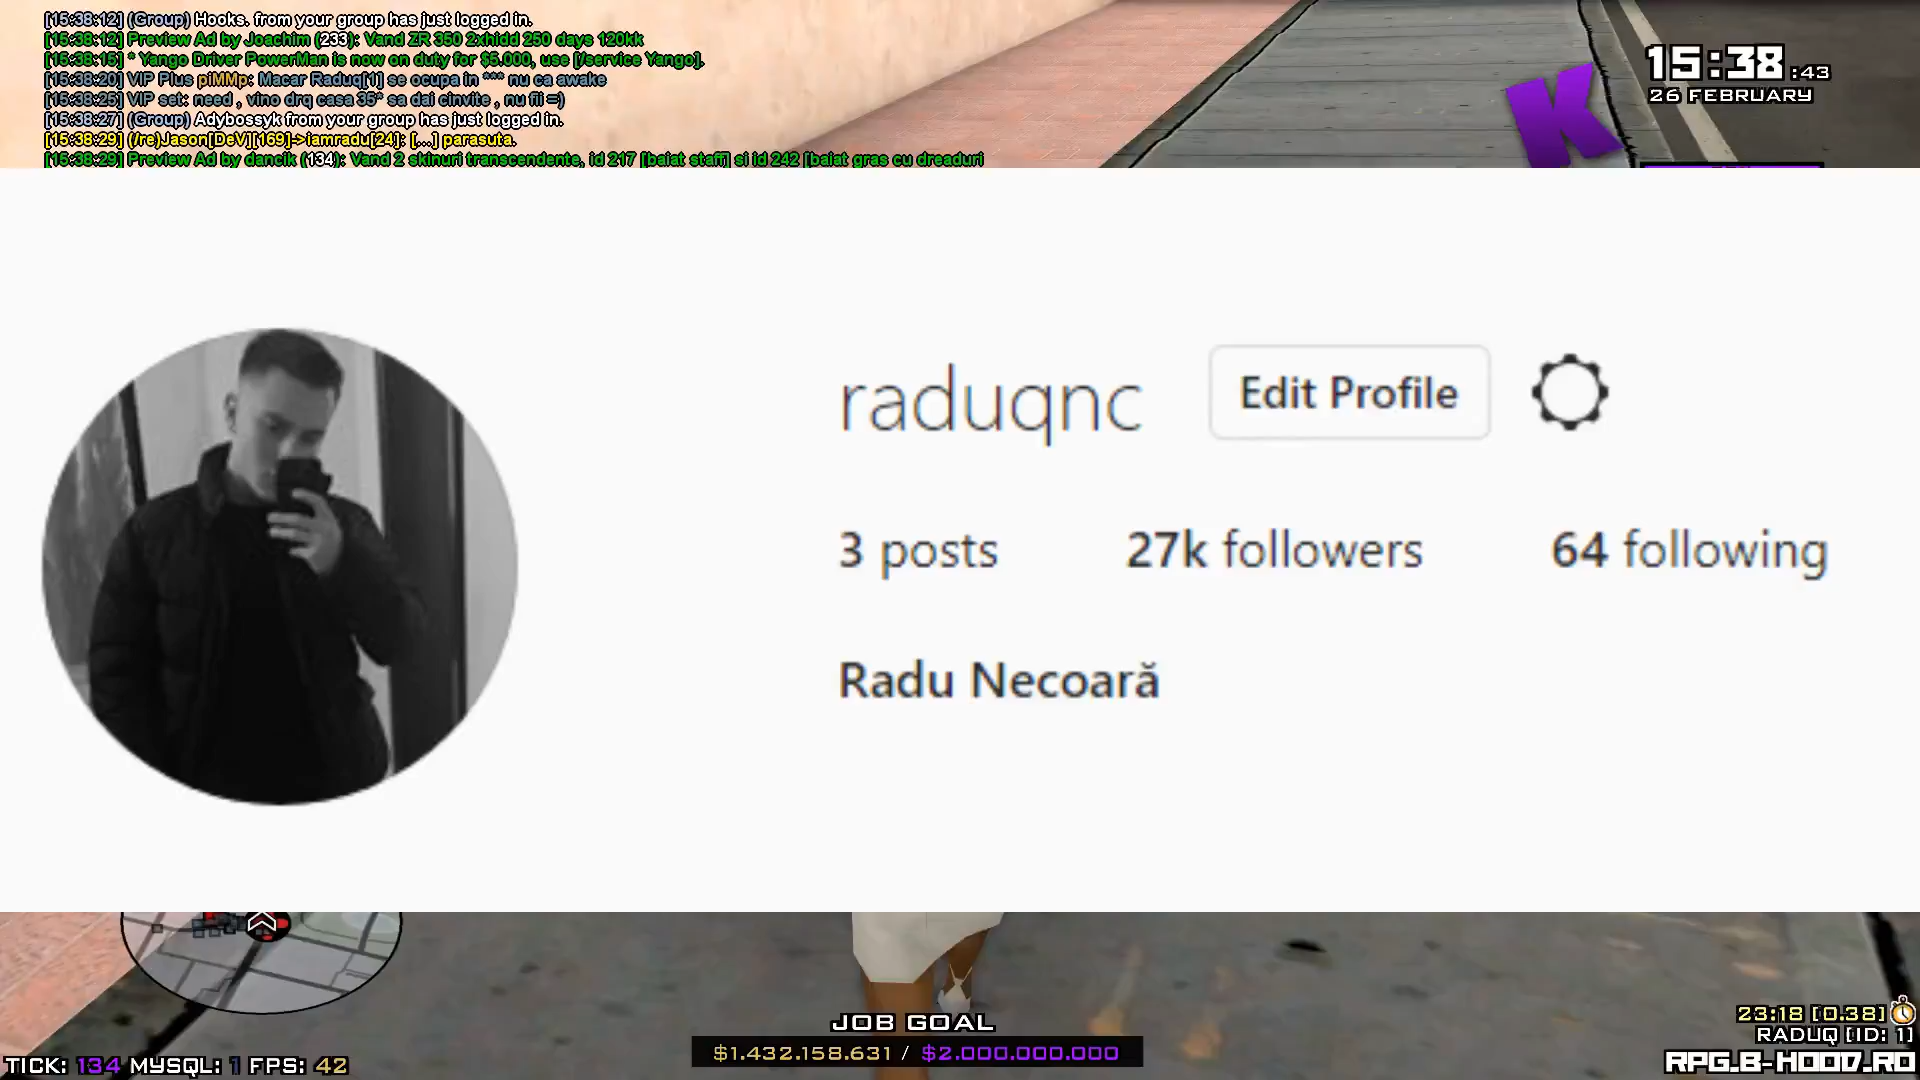 [15:38:12] (Group) Hooks. from your group has just logged in.
[15:38:12] Preview Ad by Joachim (233): Vand ZR 350 2xhidd 250 days 120kk
[15:38:15] * Yango Driver PowerMan is now on duty for $5.000, use [/service Yango].
[15:38:20] VIP Plus piMMp: Macar Raduq[1] se ocupa in *** nu ca awake
[15:38:25] VIP set: need , vino drq casa 35* sa dai cinvite , nu fii =)
[15:38:27] (Group) Adybossyk from your group has just logged in.
[15:38:29] (/re)Jason[DeV][169]->iamradu[24]: [...] parasuta.
[15:38:29] Preview Ad by dancik (134): Vand 2 skinuri transcendente, id 217 [baiat staff] si id 242 [baiat gras cu dreaduri
15:38:43
26 FEBRUARY
K
raduqnc Edit Profile
3 posts 27k followers 64 following
Radu Necoară
JOB GOAL
$1.432.158.631 / $2.000.000.000
TICK: 134 MYSQL: 1 FPS: 42
23:18 [0.38]
RADUQ [ID: 1]
RPG.B-HOOD.RO